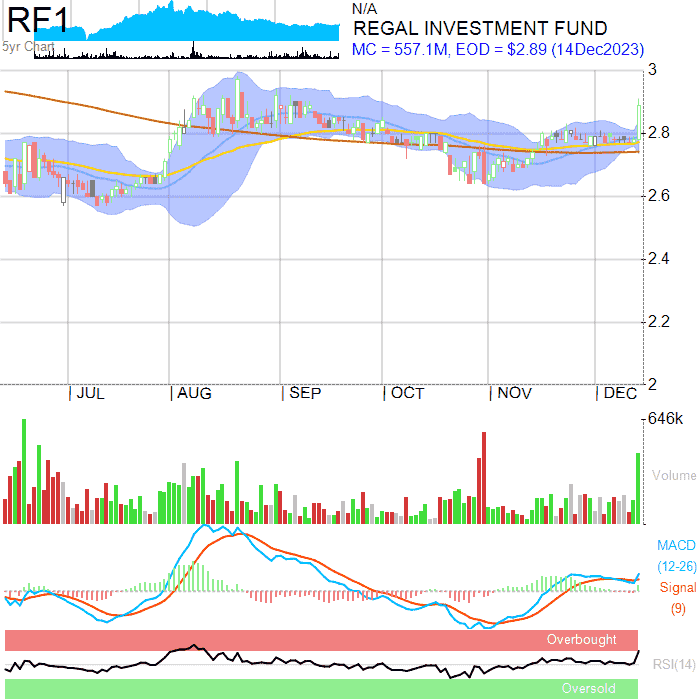 RF1
5yr Chart
N/A
REGAL INVESTMENT FUND
MC = 557.1M, EOD = $2.89 (14Dec2023)
3
2.8
2.6
2.4
2.2
2
JUL AUG SEP OCT NOV DEC
646k
Volume
MACD
(12-26)
Signal
(9)
Overbought
RSI(14)
Oversold